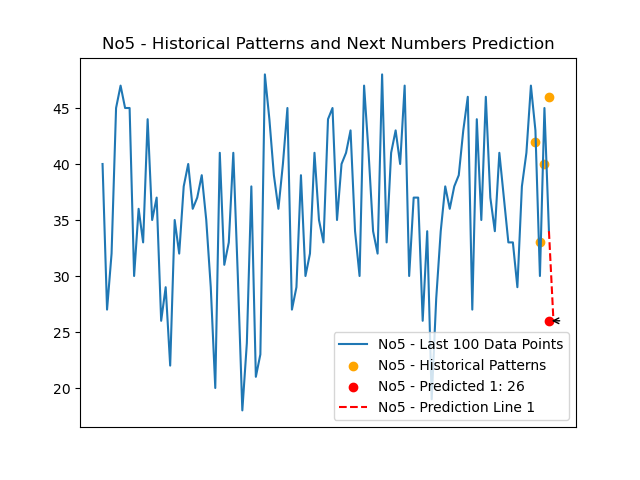 No5 - Historical Patterns and Next Numbers Prediction
45
40
35
30
25
20
No5 - Last 100 Data Points
No5 - Historical Patterns
No5 - Predicted 1: 26
No5 - Prediction Line 1